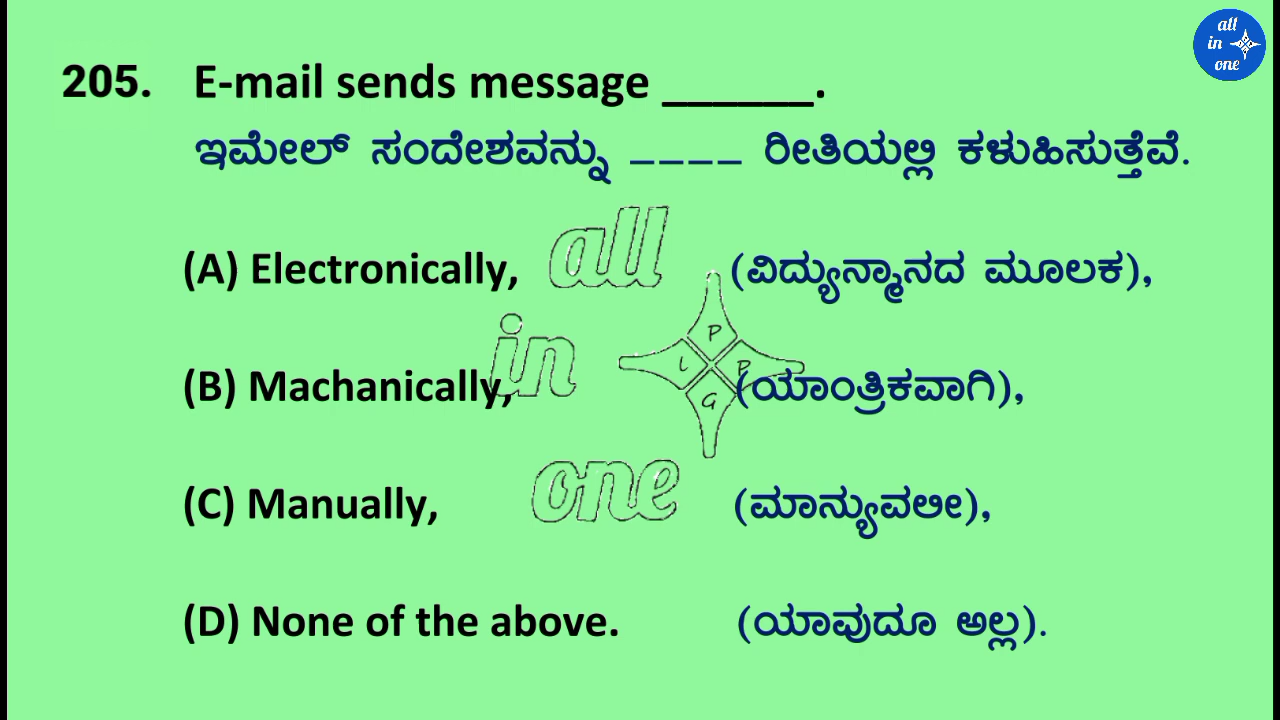 all
in
one
205. E-mail sends message ______.
ಇಮೇಲ್ ಸಂದೇಶವನ್ನು ____ ರೀತಿಯಲ್ಲಿ ಕಳುಹಿಸುತ್ತೆವೆ.
all
(A) Electronically, (ವಿದ್ಯುನ್ಮಾನದ ಮೂಲಕ),
in
P
L P
G
(B) Machanically, (ಯಾಂತ್ರಿಕವಾಗಿ),
one
(C) Manually, (ಮಾನ್ಯುವಲೀ),
(D) None of the above. (ಯಾವುದೂ ಅಲ್ಲ).